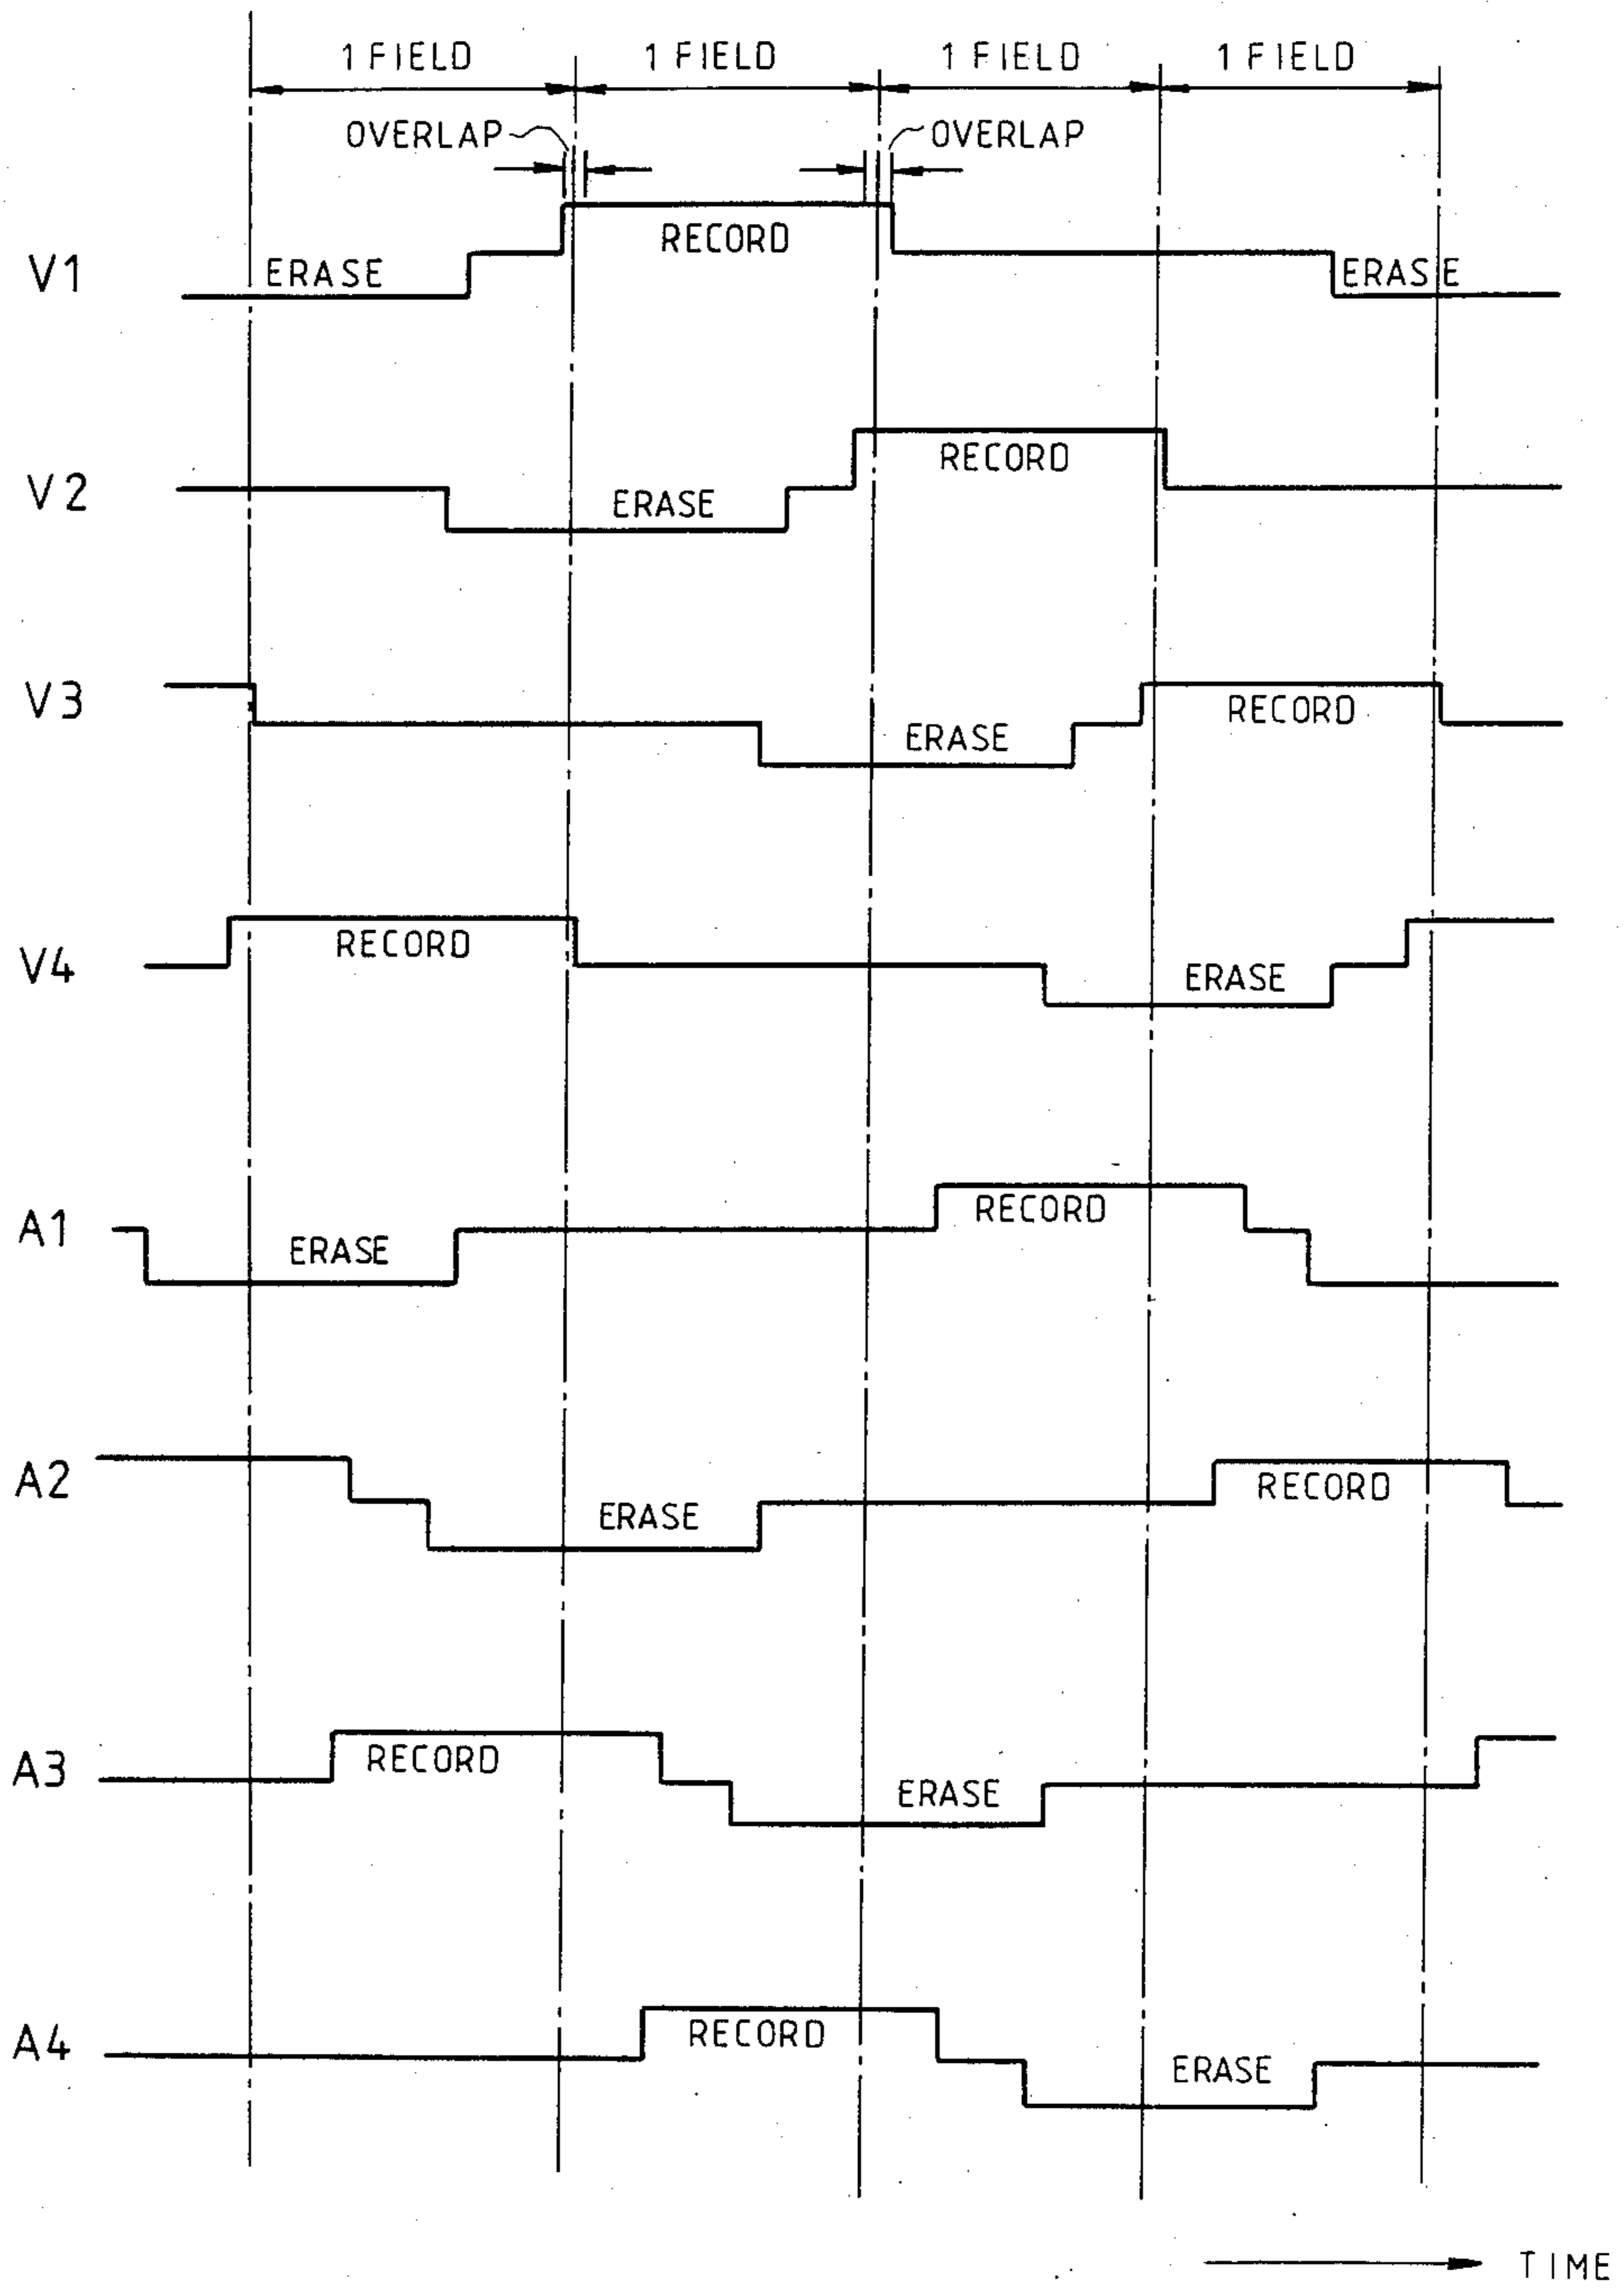 1 FIELD 1 FIELD 1 FIELD 1 FIELD
OVERLAP OVERLAP
RECORD
V1 ERASE ERASE
RECORD
V2 ERASE
V3 RECORD
ERASE
RECORD
V4 ERASE
RECORD
A1 ERASE
A2 RECORD
ERASE
A3 RECORD
ERASE
RECORD
A4 ERASE
TIME